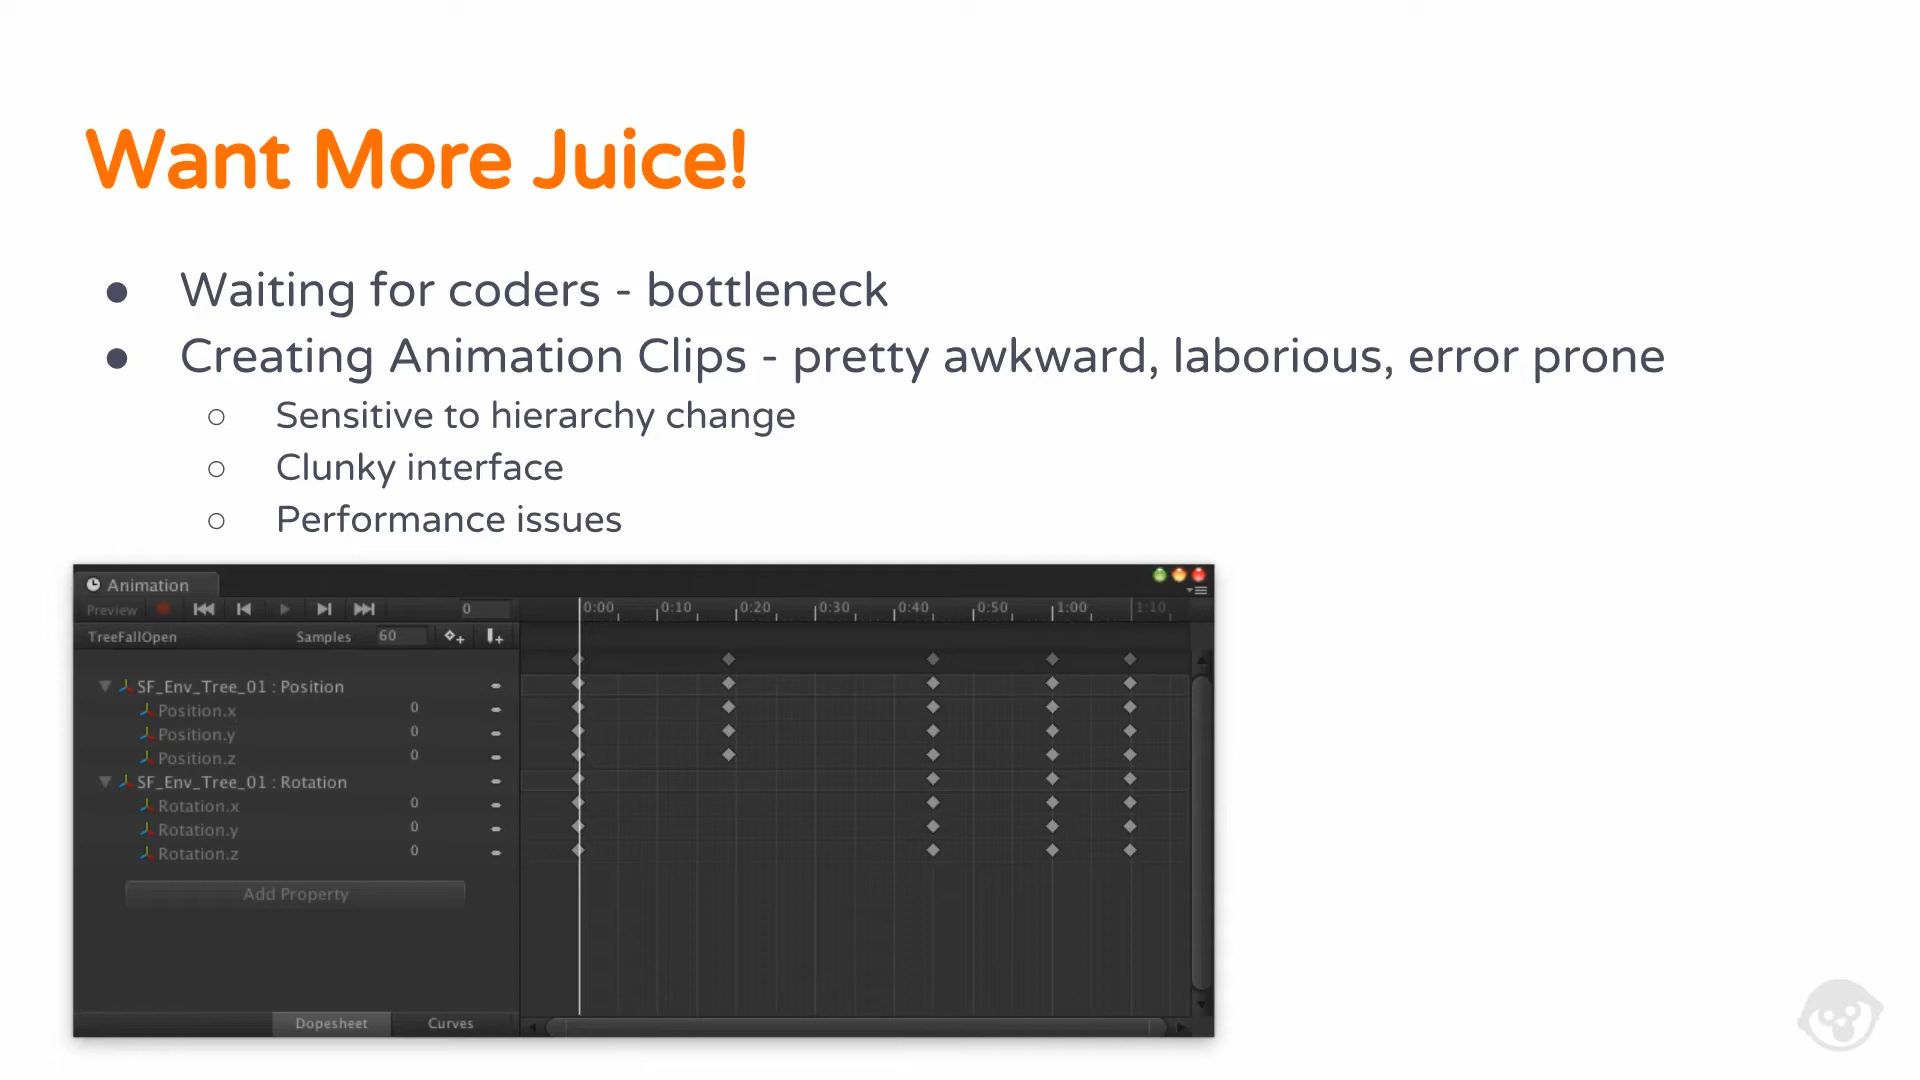 Want More Juice!
● Waiting for coders - bottleneck
● Creating Animation Clips - pretty awkward, laborious, error prone
○ Sensitive to hierarchy change
○ Clunky interface
○ Performance issues
Animation
Preview 0 0:00 0:10 0:20 0:30 0:40 0:50 1:00 1:10
TreeFallOpen Samples 60
SF_Env_Tree_01 : Position
Position.x 0
Position.y 0
Position.z 0
SF_Env_Tree_01 : Rotation
Rotation.x 0
Rotation.y 0
Rotation.z 0
Add Property
Dopesheet Curves